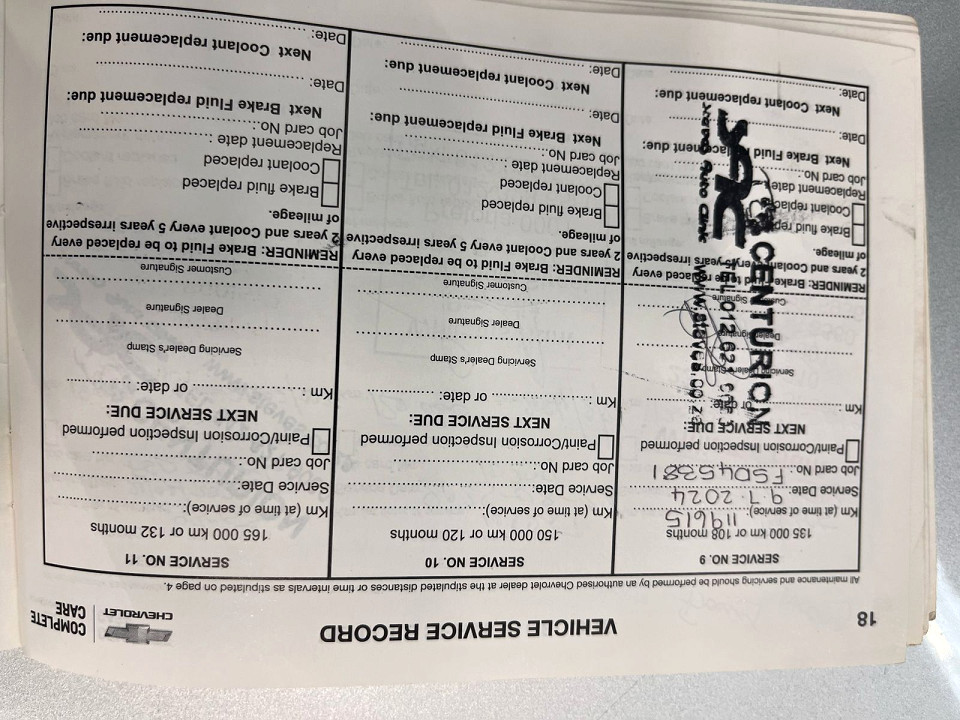 18
VEHICLE SERVICE RECORD
CHEVROLET
COMPLETE
CARE
All maintenance and servicing should be performed by an authorised Chevrolet dealer at the stipulated distances or time intervals as stipulated on page 4.
SERVICE NO. 9
135 000 km or 108 months
Km (at time of service): 119615
Service Date: 9.7.2024
Job card No: FSD45381
Paint/Corrosion Inspection performed
NEXT SERVICE DUE:
Km : or date:
Servicing Dealer's Stamp
Dealer Signature
Customer Signature
REMINDER: Brake Fluid to be replaced every
2 years and Coolant every 5 years irrespective
of mileage.
Brake fluid replaced
Coolant replaced
Replacement date :
Job card No:
Next Brake Fluid replacement due:
Date:
Next Coolant replacement due:
Date:
CENTURION
TEL 012 62
SAC
Auto Clinic
SERVICE NO. 10
150 000 km or 120 months
Km (at time of service):
Service Date:
Job card No:
Paint/Corrosion Inspection performed
NEXT SERVICE DUE:
Km : or date:
Servicing Dealer's Stamp
Dealer Signature
Customer Signature
REMINDER: Brake Fluid to be replaced every
2 years and Coolant every 5 years irrespective
of mileage.
Brake fluid replaced
Coolant replaced
Replacement date :
Job card No.:
Next Brake Fluid replacement due:
Date:
Next Coolant replacement due:
Date:
SERVICE NO. 11
165 000 km or 132 months
Km (at time of service):
Service Date:
Job card No.:
Paint/Corrosion Inspection performed
NEXT SERVICE DUE:
Km : or date:
Servicing Dealer's Stamp
Dealer Signature
Customer Signature
REMINDER: Brake Fluid to be replaced every
2 years and Coolant every 5 years irrespective
of mileage.
Brake fluid replaced
Coolant replaced
Replacement date :
Job card No.:
Next Brake Fluid replacement due:
Date:
Next Coolant replacement due:
Date: